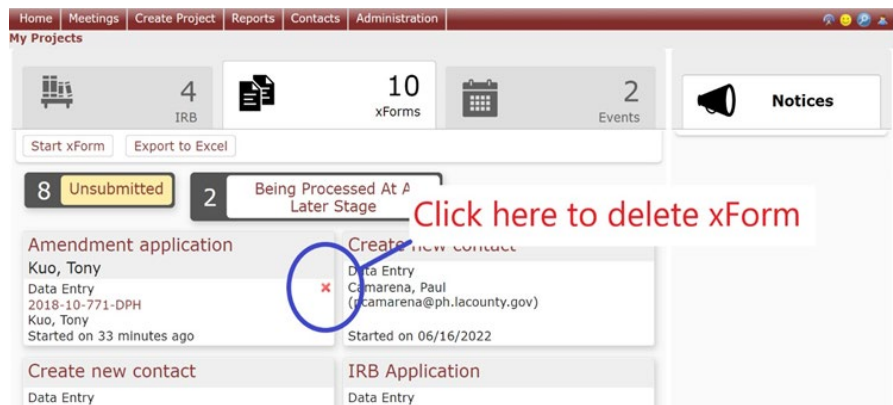 Home Meetings Create Project Reports Contacts Administration
My Projects
4
IRB
10
xForms
2
Events
Notices
Start xForm Export to Excel
8 Unsubmitted
2 Being Processed At A
Later Stage
Click here to delete xForm
Amendment application
Kuo, Tony
Data Entry
2018-10-771-DPH
Kuo, Tony
Started on 33 minutes ago
Create new contact
Data Entry
Camarena, Paul
(pcamarena@ph.lacounty.gov)
Started on 06/16/2022
Create new contact
Data Entry
IRB Application
Data Entry